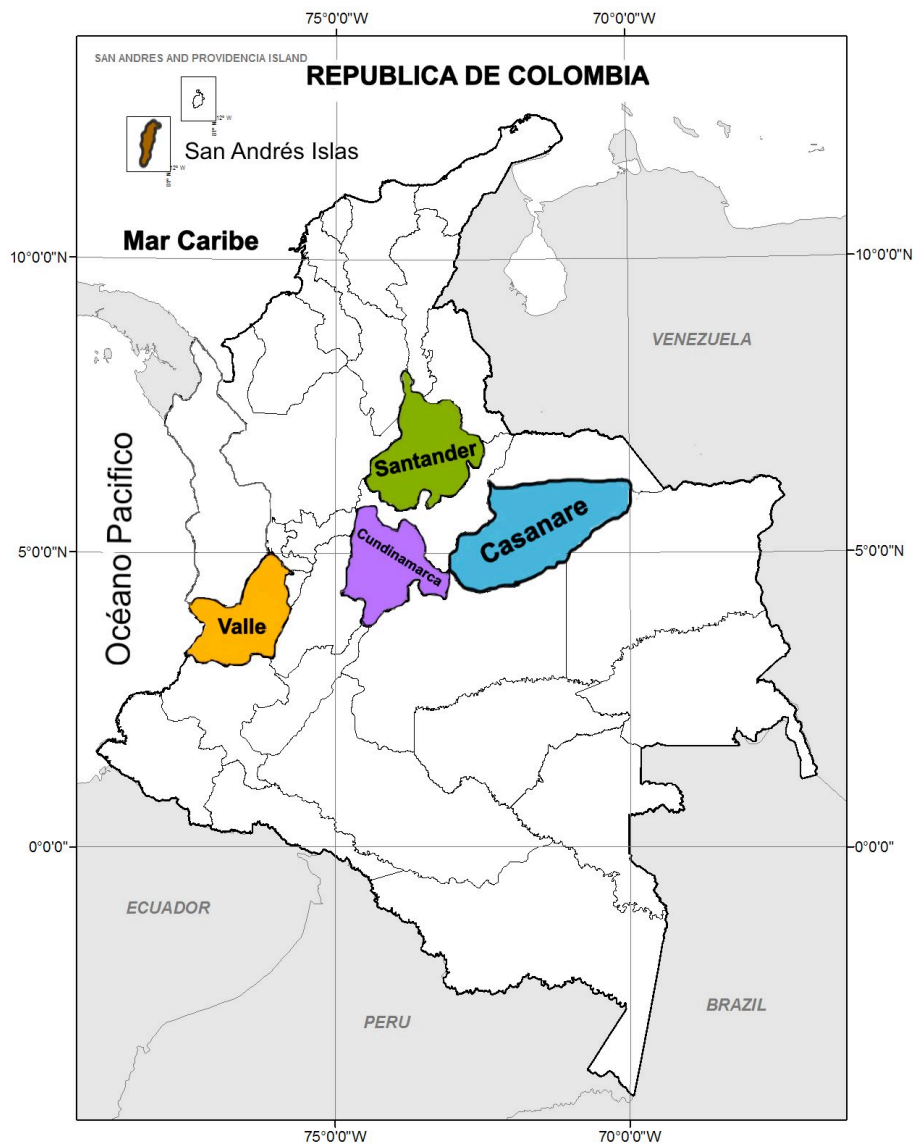 75°0'0"W 70°0'0"W
SAN ANDRES AND PROVIDENCIA ISLAND
REPUBLICA DE COLOMBIA
San Andrés Islas
Mar Caribe
10°0'0"N 10°0'0"N
VENEZUELA
Santander
Océano Pacifico
Casanare
Cundinamarca
5°0'0"N 5°0'0"N
Valle
0°0'0" 0°0'0"
ECUADOR
PERU
BRAZIL
75°0'0"W 70°0'0"W